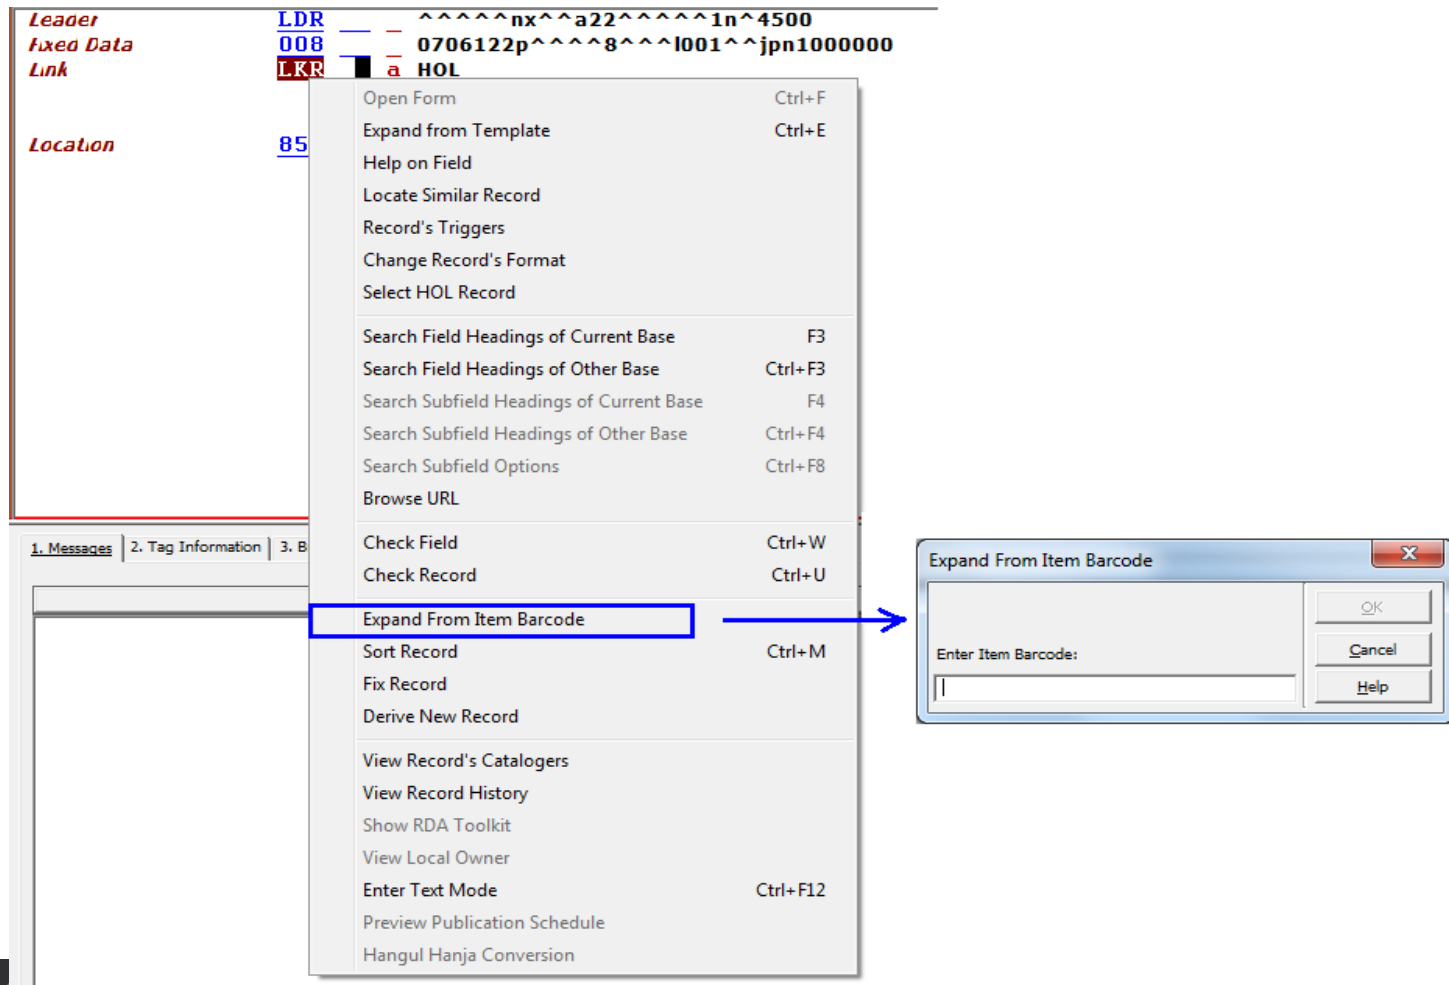 Leader LDR _ ^^^^^nx^^a22^^^^^1n^4500
Fixed Data 008 _ 0706122p^^^^8^^^l001^^jpn1000000
Link LKR a HOL
Location 85
Open Form Ctrl+F
Expand from Template Ctrl+E
Help on Field
Locate Similar Record
Record's Triggers
Change Record's Format
Select HOL Record
Search Field Headings of Current Base F3
Search Field Headings of Other Base Ctrl+F3
Search Subfield Headings of Current Base F4
Search Subfield Headings of Other Base Ctrl+F4
Search Subfield Options Ctrl+F8
Browse URL
Check Field Ctrl+W
Check Record Ctrl+U
Expand From Item Barcode
Sort Record Ctrl+M
Fix Record
Derive New Record
View Record's Catalogers
View Record History
Show RDA Toolkit
View Local Owner
Enter Text Mode Ctrl+F12
Preview Publication Schedule
Hangul Hanja Conversion
1. Messages 2. Tag Information 3. B
Expand From Item Barcode
OK
Enter Item Barcode: Cancel
Help